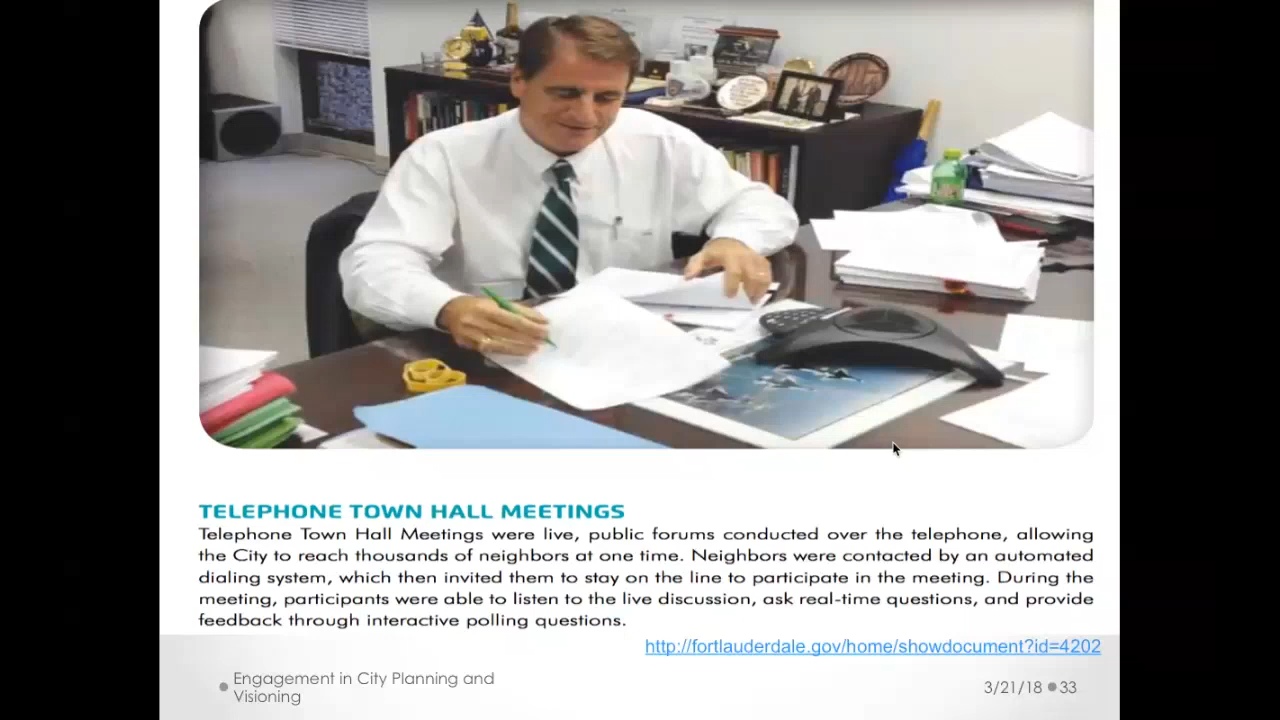 TELEPHONE TOWN HALL MEETINGS
Telephone Town Hall Meetings were live, public forums conducted over the telephone, allowing
the City to reach thousands of neighbors at one time. Neighbors were contacted by an automated
dialing system, which then invited them to stay on the line to participate in the meeting. During the
meeting, participants were able to listen to the live discussion, ask real-time questions, and provide
feedback through interactive polling questions.
http://fortlauderdale.gov/home/showdocument?id=4202
Engagement in City Planning and
Visioning
3/21/18 33